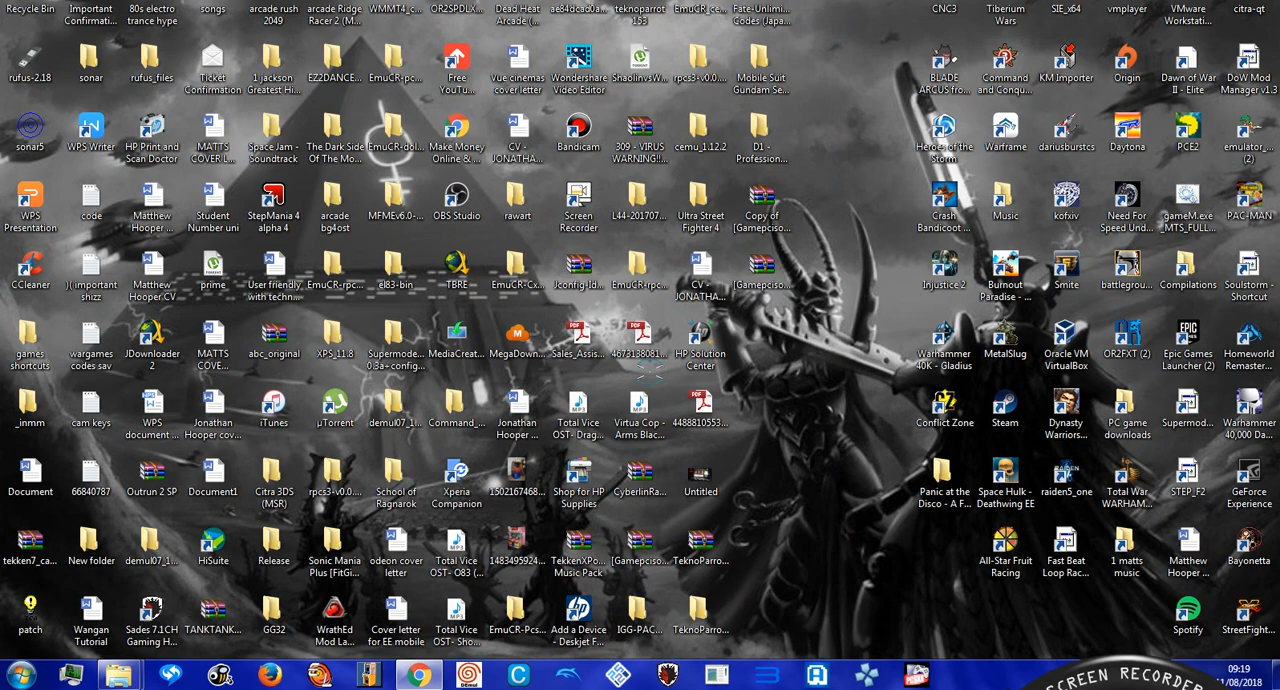 Recycle Bin
Important Confirmati...
80s electro trance hype
songs
arcade rush 2049
arcade Ridge Racer 2 (M...
WMMT4_c...
OR2SPDLX...
Dead Heat Arcade (...
ae84dcad0a...
teknoparrot 153
EmuCR_ce...
Fate-Unlimi... Codes (Japa...
CNC3
Tiberium Wars
SIE_x64
vmplayer
VMware Workstati...
citra-qt
rufus-2.18
sonar
rufus_files
Ticket Confirmation
1 jackson Greatest Hi...
EZ2DANCE...
EmuCR-pc...
Free YouTu...
Vue cinemas cover letter
Wondershare Video Editor
ShaolinvsW...
rpcs3-v0.0...
Mobile Suit Gundam Se...
BLADE ARCUS fro...
Command and Conqu...
KM Importer
Origin
Dawn of War II - Elite
DoW Mod Manager v1.3
sonar5
WPS Writer
HP Print and Scan Doctor
MATTS COVER L...
Space Jam - Soundtrack
The Dark Side Of The Mo...
EmuCR-dol...
Make Money Online & ...
CV - JONATHA...
Bandicam
309 - VIRUS WARNING!!...
cemu_1.12.2
D1 - Profession...
Heroes of the Storm
Warframe
dariusburstcs
Daytona
PCE2
emulator_... (2)
WPS Presentation
code
Matthew Hooper ...
Student Number uni
StepMania 4 alpha 4
arcade bg4ost
MFMEv6.0-...
OBS Studio
rawart
Screen Recorder
L44-201707...
Ultra Street Fighter 4
Copy of [Gamepciso...
Crash Bandicoot ...
Music
kofxiv
Need For Speed Und...
gameM.exe _MTS_FULL...
PAC-MAN
CCleaner
)( important shizz
Matthew Hooper.CV
prime
User friendly with techn...
EmuCR-rpc...
el83-bin
TBRE
EmuCR-Cx...
Jconfig-Id...
EmuCR-rpc...
CV - JONATHA...
[Gamepciso...
Injustice 2
Burnout Paradise - ...
Smite
battlegrou...
Compilations
Soulstorm - Shortcut
games shortcuts
wargames codes sav
JDownloader 2
MATTS COVE...
abc_original
XPS_11.8
Supermode... 0.3a+config...
MediaCreat...
MegaDown...
Sales_Assis...
4673138081...
HP Solution Center
Warhammer 40K - Gladius
MetalSlug
Oracle VM VirtualBox
OR2FXT (2)
Epic Games Launcher (2)
Homeworld Remaster...
_inmm
cam keys
WPS document ...
Jonathan Hooper cov...
iTunes
µTorrent
demul07_1...
Command_...
Jonathan Hooper ...
Total Vice OST- Drag...
Virtua Cop - Arms Blac...
4488810553...
Conflict Zone
Steam
Dynasty Warriors...
PC game downloads
Supermod...
Warhammer 40,000 Da...
Document
66840787
Outrun 2 SP
Document1
Citra 3DS (MSR)
rpcs3-v0.0...
School of Ragnarok
Xperia Companion
1502167468...
Shop for HP Supplies
CyberlinRa...
Untitled
Panic at the Disco - A F...
Space Hulk - Deathwing EE
raiden5_one
Total War WARHAM...
STEP_F2
GeForce Experience
tekken7_ca...
New folder
demul07_1...
HiSuite
Release
Sonic Mania Plus [FitGi...
odeon cover letter
Total Vice OST- O83 (...
1483495924...
TekkenXPo... Music Pack
[Gamepciso...
TeknoParro...
All-Star Fruit Racing
Fast Beat Loop Rac...
1 matts music
Matthew Hooper ...
Bayonetta
patch
Wangan Tutorial
Sades 7.1CH Gaming H...
TANKTANK...
GG32
WrathEd Mod La...
Cover letter for EE mobile
Total Vice OST- Sho...
EmuCR-Pcs...
Add a Device - Deskjet F...
IGG-PAC...
TeknoParro...
Spotify
StreetFight...
SCREEN RECORDER
09:19
11/08/2018